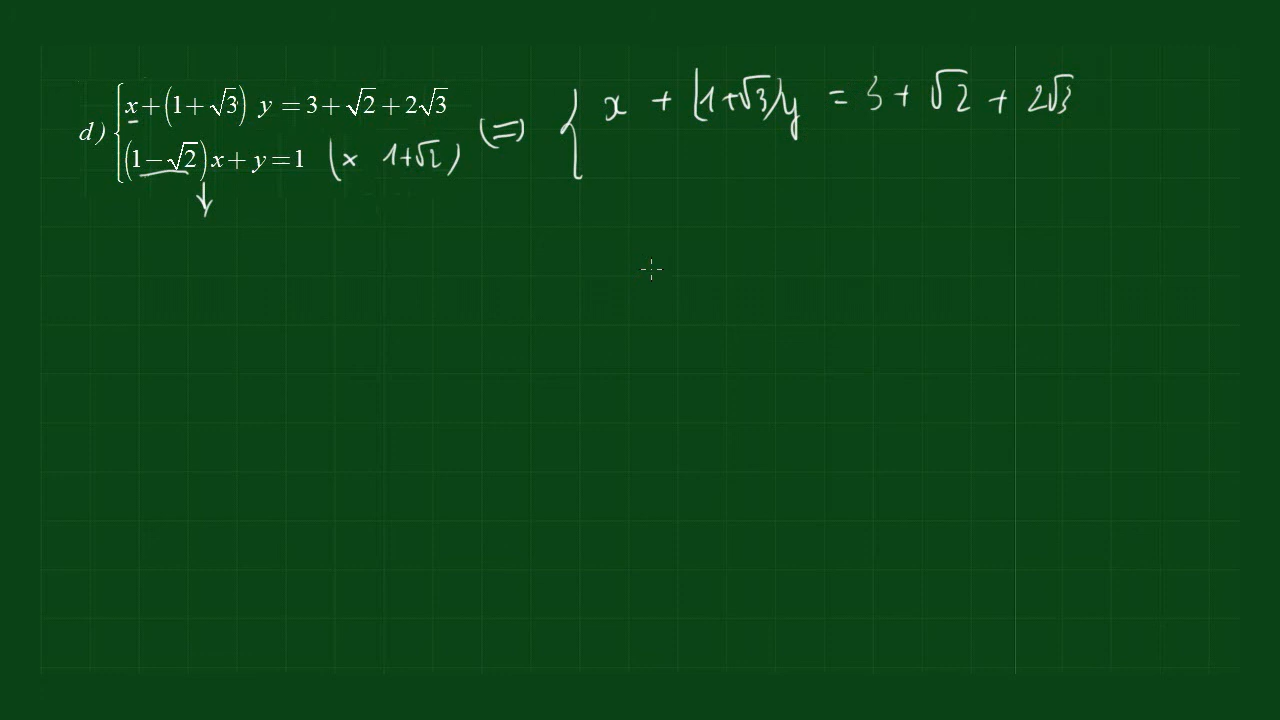 d) { x + (1 + √3) y = 3 + √2 + 2√3
(1 − √2) x + y = 1 (x 1+√2)
(=) { x + (1+√3)y = 3 + √2 + 2√3